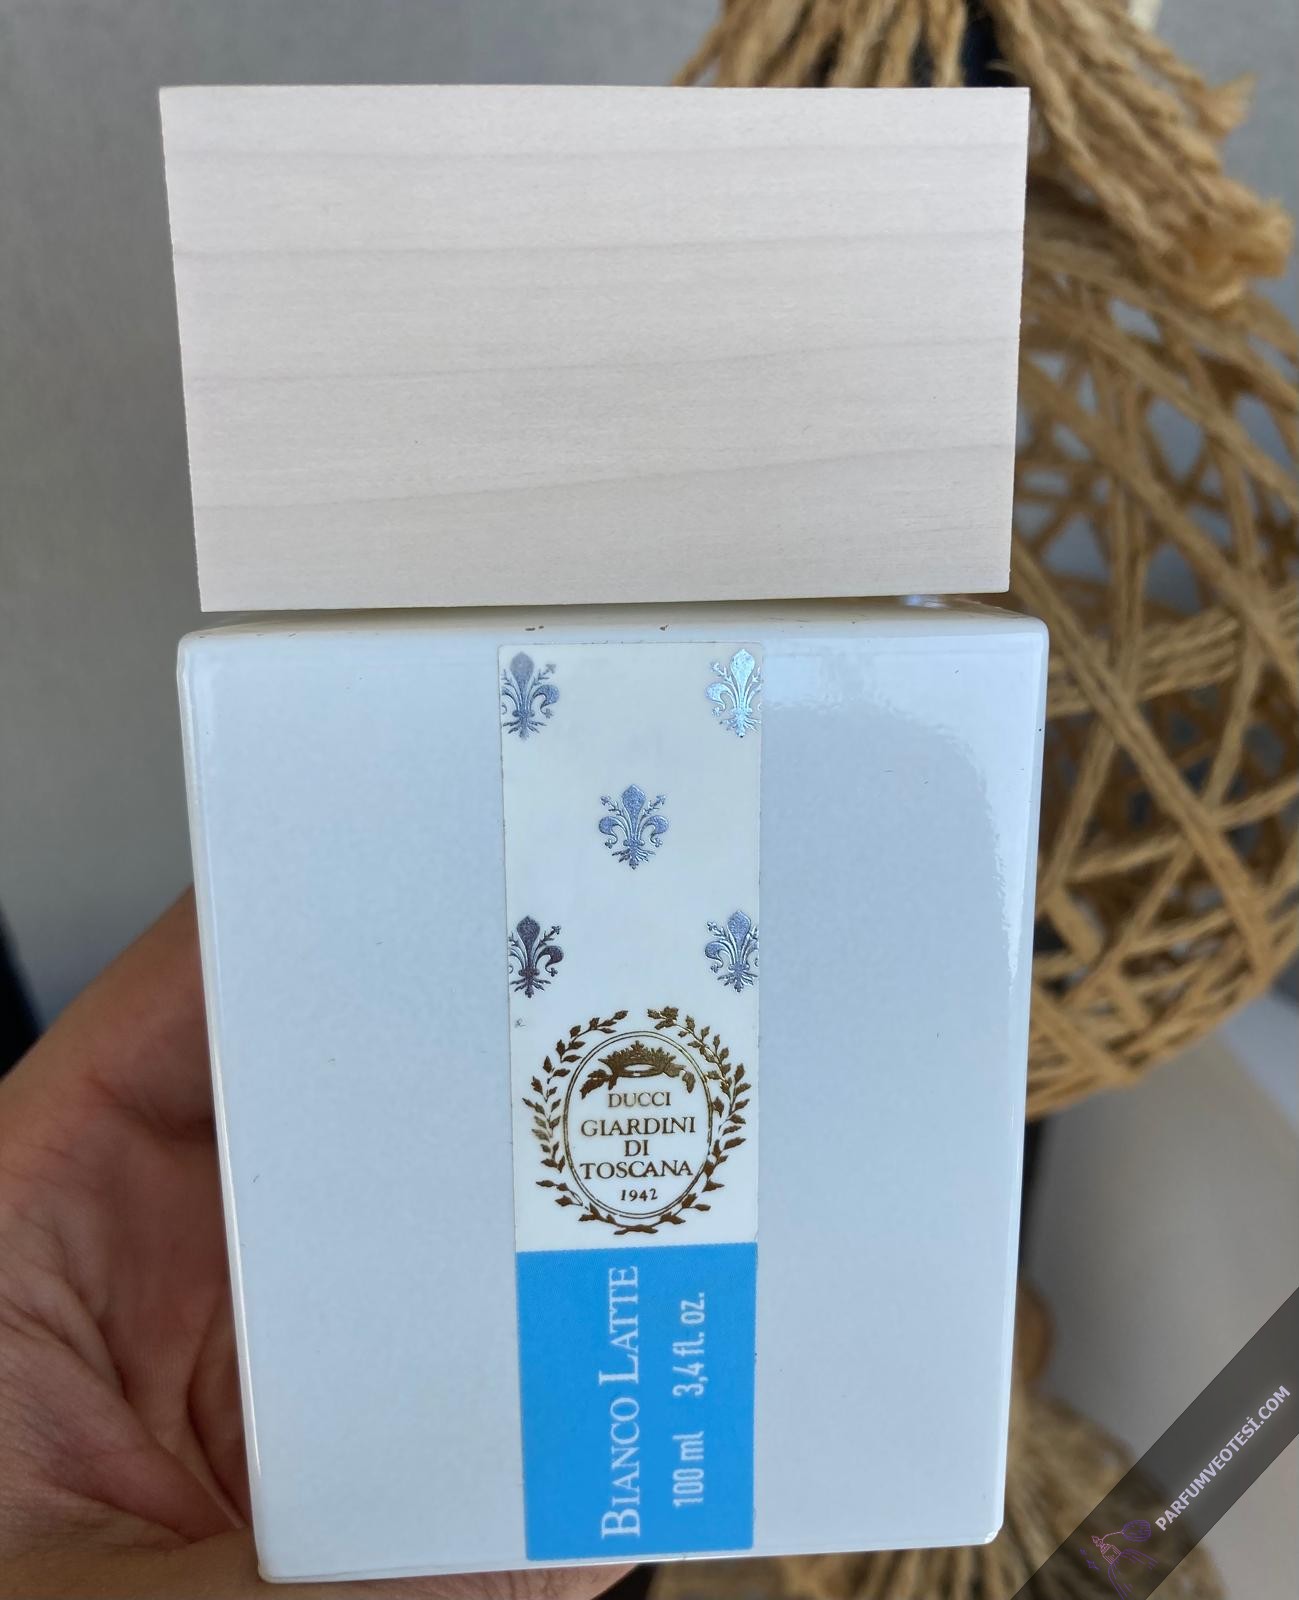 DUCCI
GIARDINI
DI
TOSCANA
1942
BIANCO LATTE
100 ml 3,4 fl. oz.
PARFUMVEOTESİ.COM